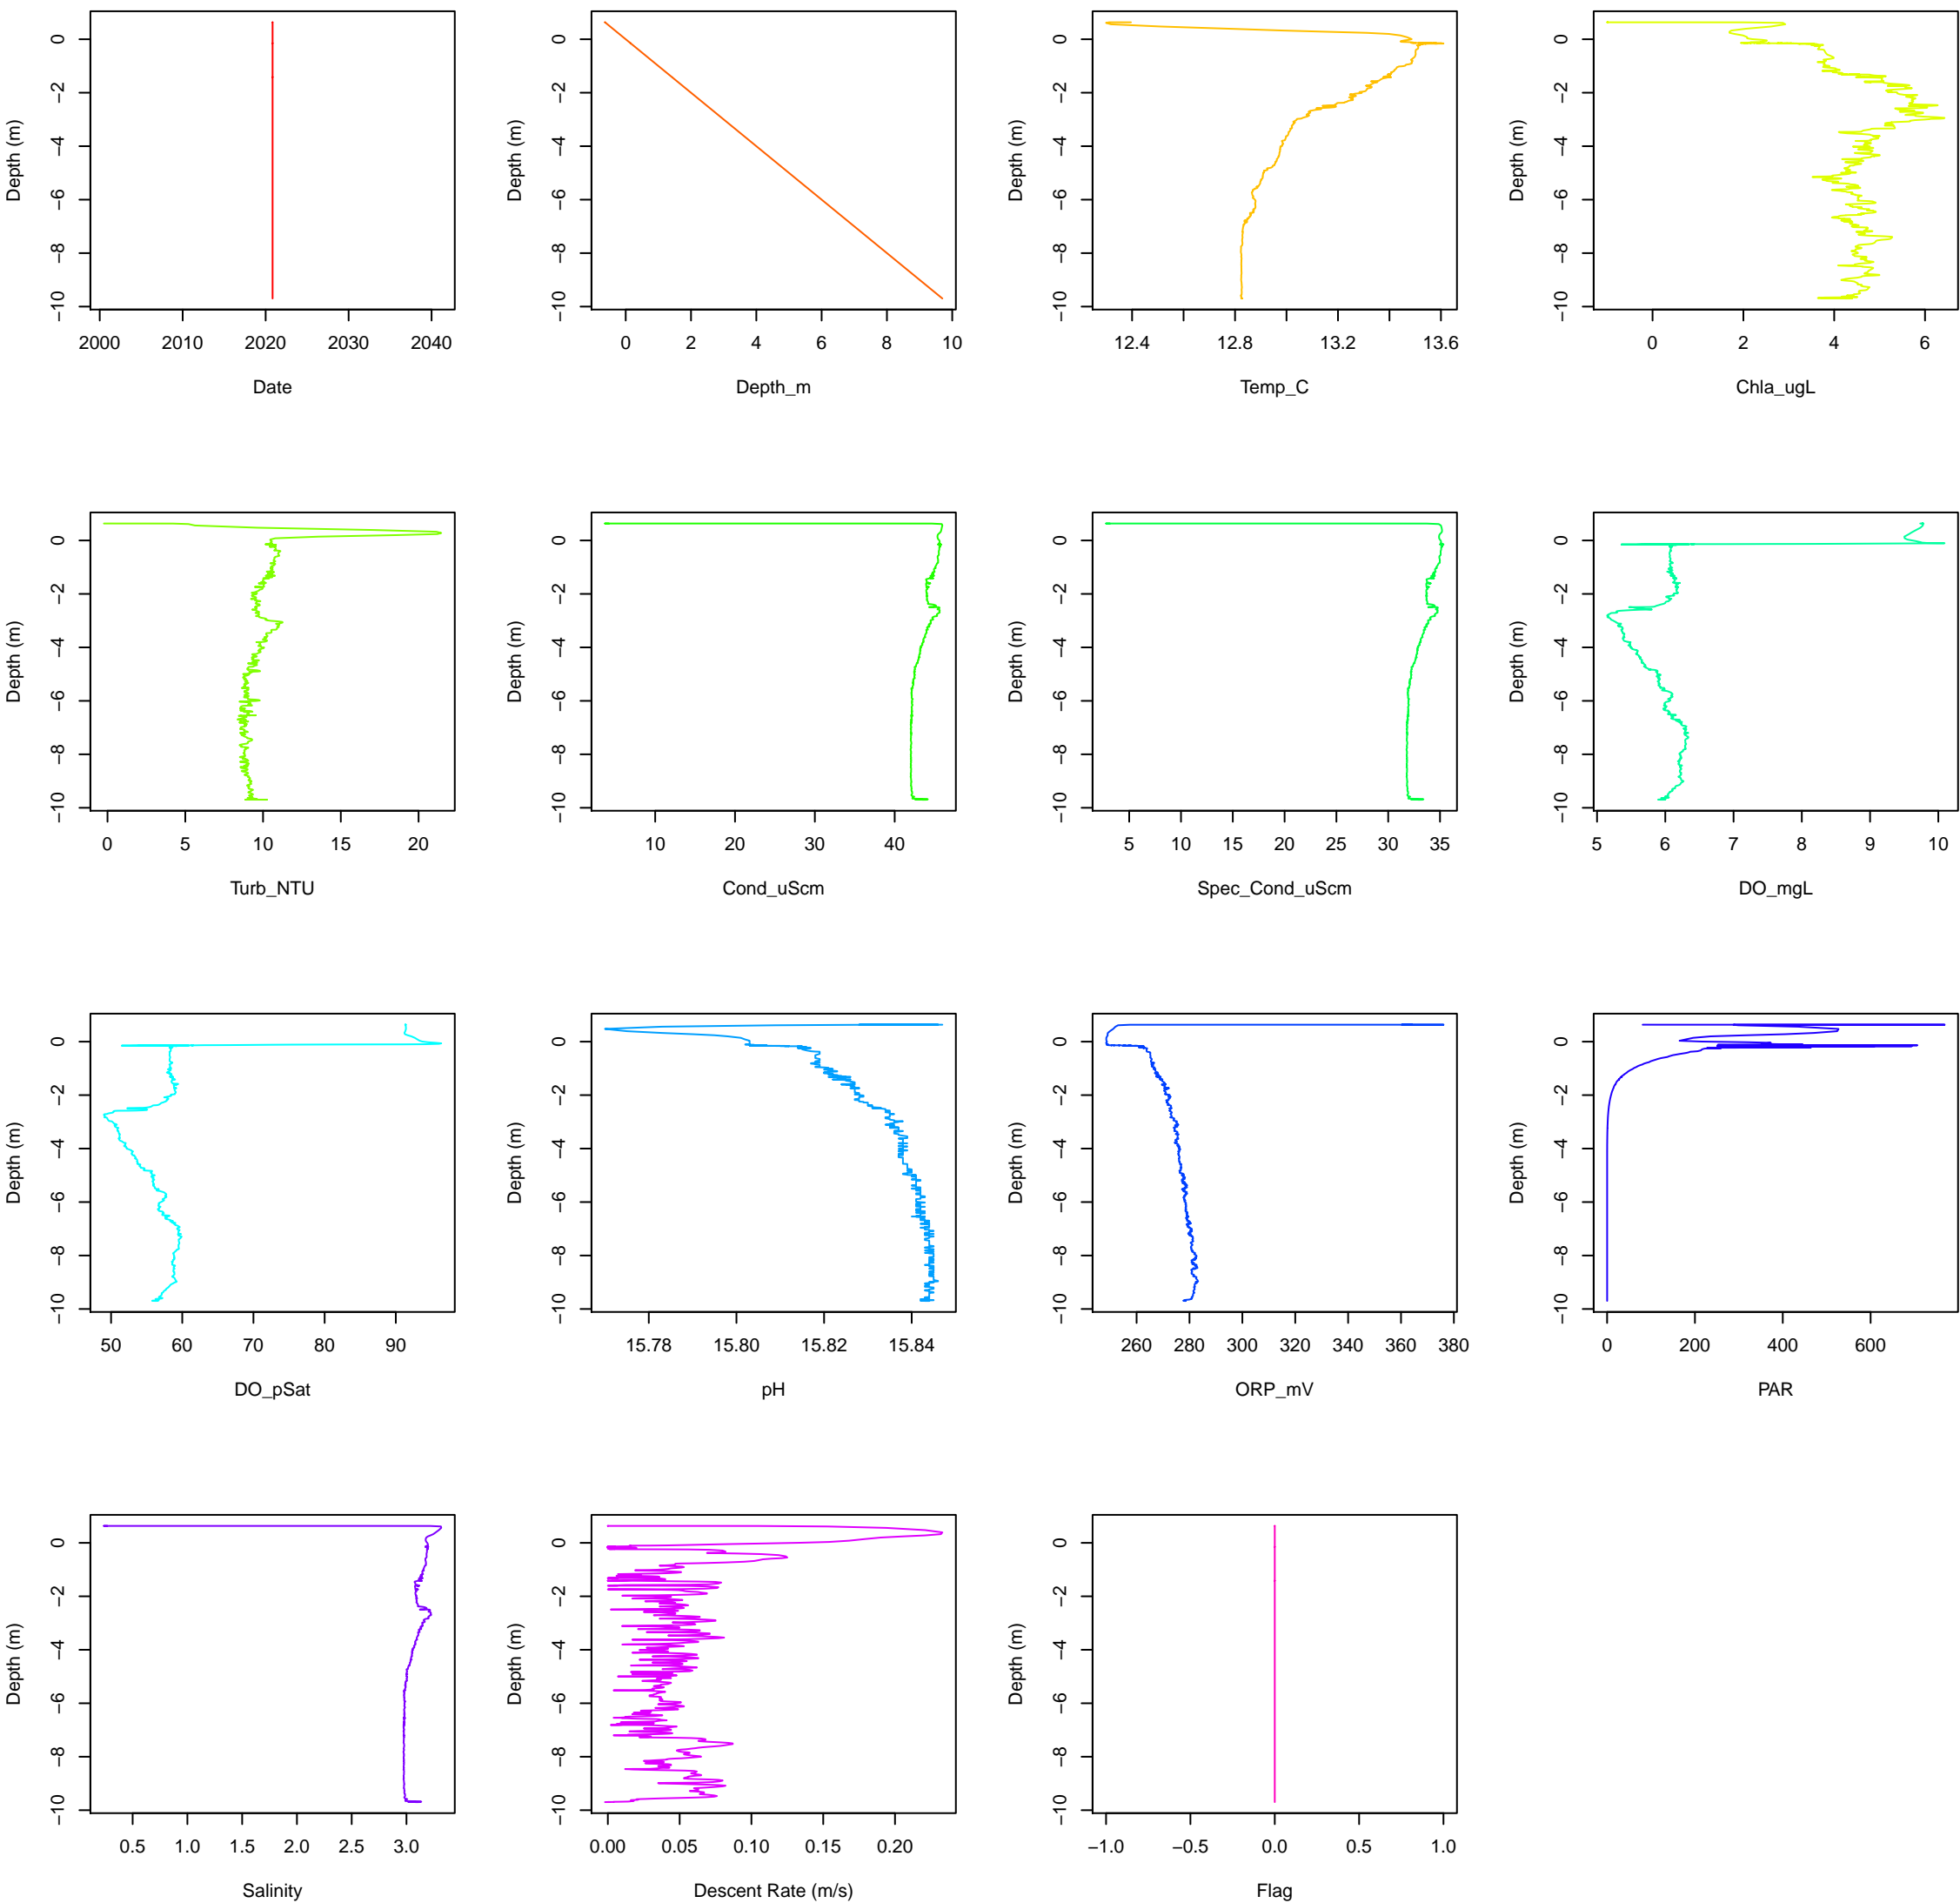 0
−2
−4
−6
−8
−10
Depth (m)
2000 2010 2020 2030 2040
Date
0
−2
−4
−6
−8
−10
Depth (m)
0 2 4 6 8 10
Depth_m
0
−2
−4
−6
−8
−10
Depth (m)
12.4 12.8 13.2 13.6
Temp_C
0
−2
−4
−6
−8
−10
Depth (m)
0 2 4 6
Chla_ugL
0
−2
−4
−6
−8
−10
Depth (m)
0 5 10 15 20
Turb_NTU
0
−2
−4
−6
−8
−10
Depth (m)
10 20 30 40
Cond_uScm
0
−2
−4
−6
−8
−10
Depth (m)
5 10 15 20 25 30 35
Spec_Cond_uScm
0
−2
−4
−6
−8
−10
Depth (m)
5 6 7 8 9 10
DO_mgL
0
−2
−4
−6
−8
−10
Depth (m)
50 60 70 80 90
DO_pSat
0
−2
−4
−6
−8
−10
Depth (m)
15.78 15.80 15.82 15.84
pH
0
−2
−4
−6
−8
−10
Depth (m)
260 280 300 320 340 360 380
ORP_mV
0
−2
−4
−6
−8
−10
Depth (m)
0 200 400 600
PAR
0
−2
−4
−6
−8
−10
Depth (m)
0.5 1.0 1.5 2.0 2.5 3.0
Salinity
0
−2
−4
−6
−8
−10
Depth (m)
0.00 0.05 0.10 0.15 0.20
Descent Rate (m/s)
0
−2
−4
−6
−8
−10
Depth (m)
−1.0 −0.5 0.0 0.5 1.0
Flag